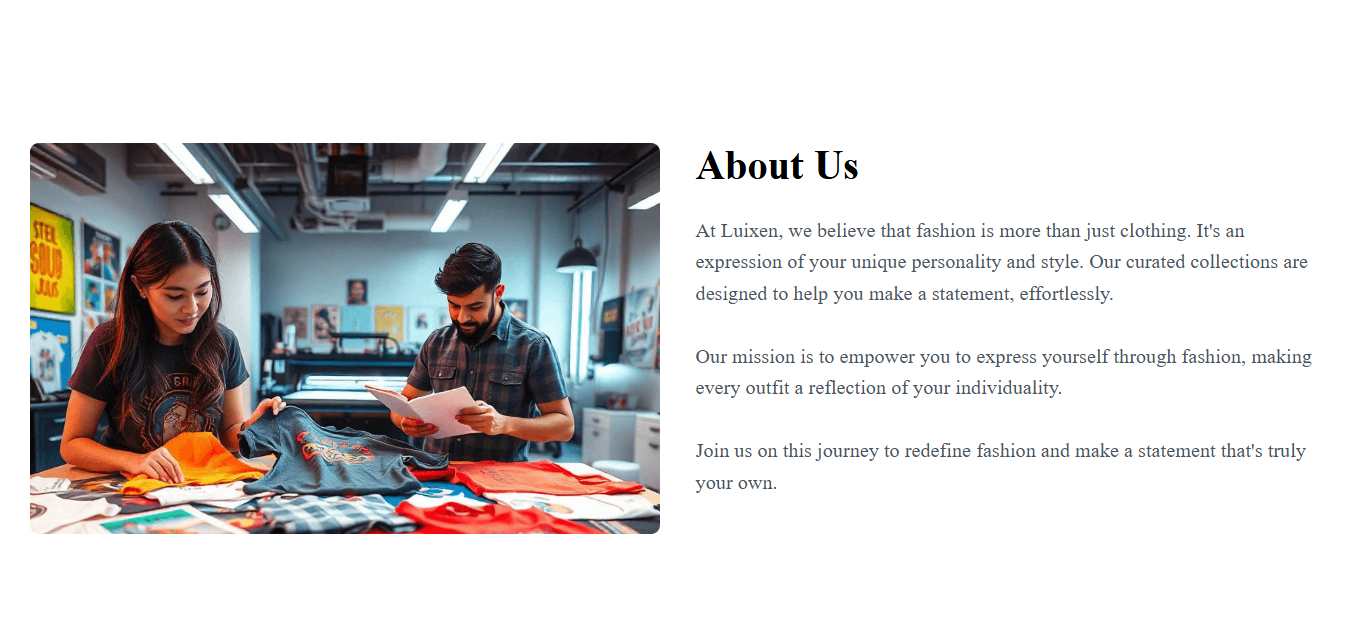 About Us
At Luixen, we believe that fashion is more than just clothing. It's an
expression of your unique personality and style. Our curated collections are
designed to help you make a statement, effortlessly.
Our mission is to empower you to express yourself through fashion, making
every outfit a reflection of your individuality.
Join us on this journey to redefine fashion and make a statement that's truly
your own.